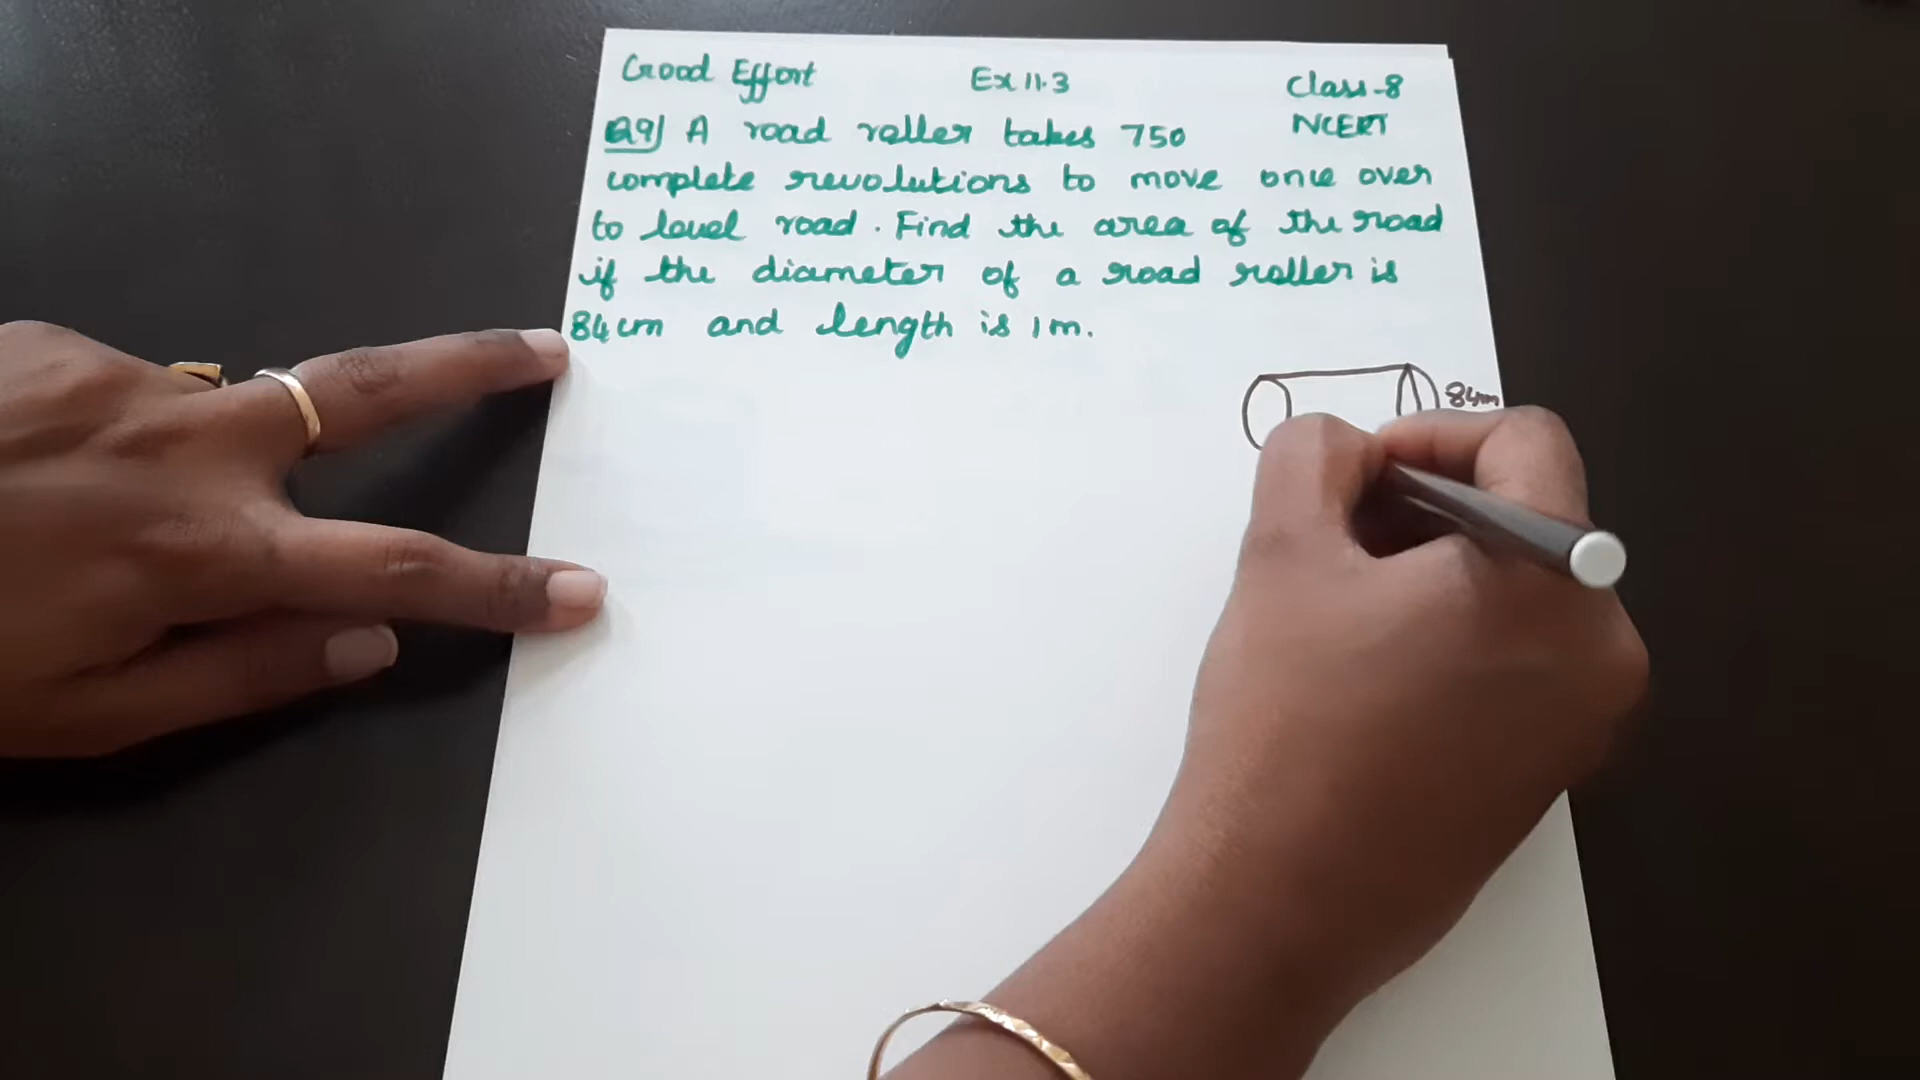 Good Effort Ex 11.3 Class-8
NCERT
Q9) A road roller takes 750
complete revolutions to move once over
to level road. Find the area of the road
if the diameter of a road roller is
84cm and length is 1m.
84cm